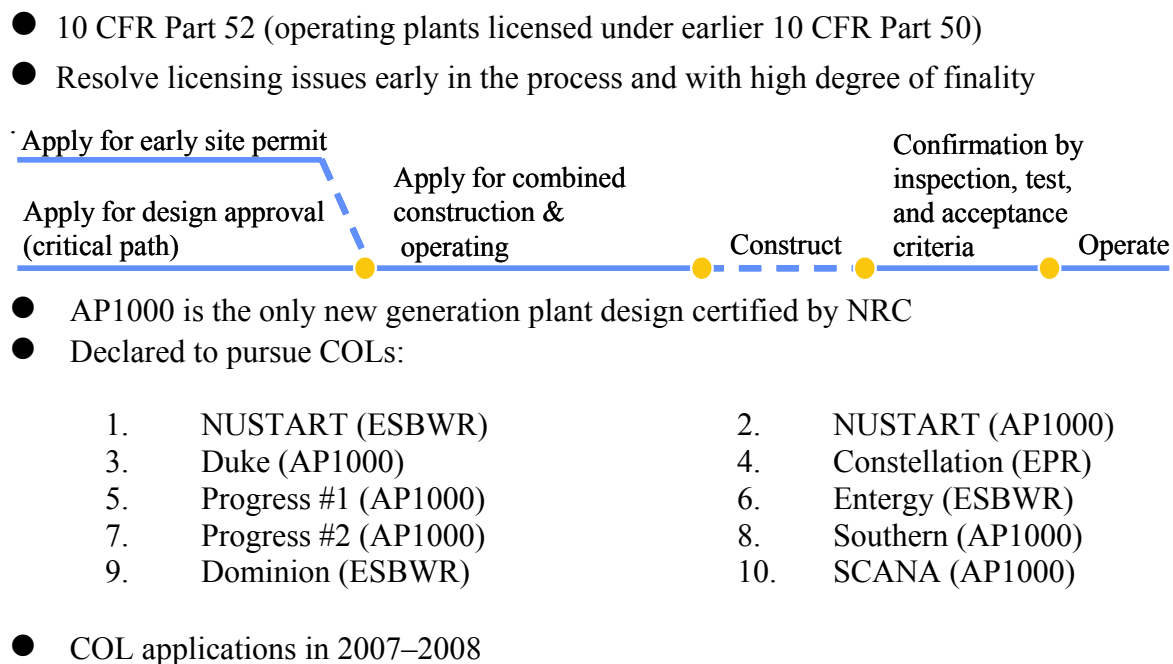 ● 10 CFR Part 52 (operating plants licensed under earlier 10 CFR Part 50)
● Resolve licensing issues early in the process and with high degree of finality
Apply for early site permit
Apply for design approval
(critical path)
Apply for combined
construction &
operating
Construct
Confirmation by
inspection, test,
and acceptance
criteria
Operate
● AP1000 is the only new generation plant design certified by NRC
● Declared to pursue COLs:
1. NUSTART (ESBWR)
2. NUSTART (AP1000)
3. Duke (AP1000)
4. Constellation (EPR)
5. Progress #1 (AP1000)
6. Entergy (ESBWR)
7. Progress #2 (AP1000)
8. Southern (AP1000)
9. Dominion (ESBWR)
10. SCANA (AP1000)
● COL applications in 2007–2008